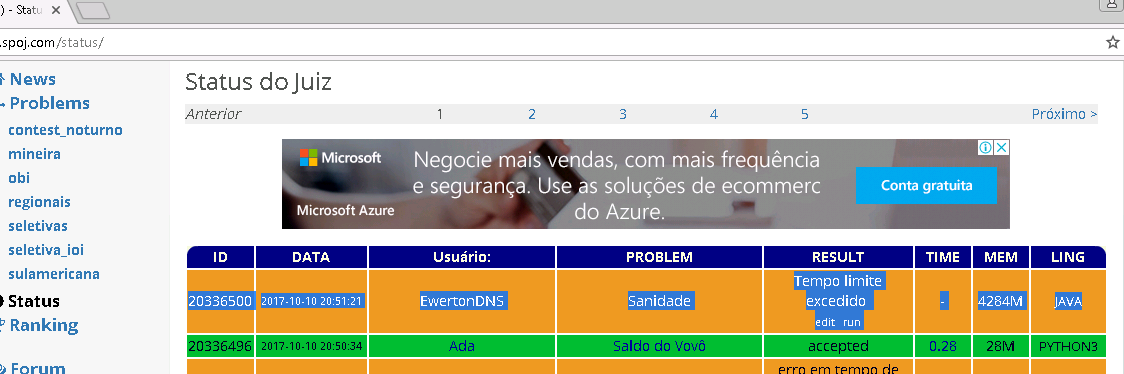 ) - Statu
.spoj.com/status/
News
Problems
contest_noturno
mineira
obi
regionais
seletivas
seletiva_ioi
sulamericana
Status
Ranking
Forum
Status do Juiz
Anterior 1 2 3 4 5 Próximo >
Microsoft
Microsoft Azure
Negocie mais vendas, com mais frequência
e segurança. Use as soluções de ecommerc
do Azure.
Conta gratuita
ID DATA Usuário: PROBLEM RESULT TIME MEM LING
20336500 2017-10-10 20:51:21 EwertonDNS Sanidade Tempo limite
excedido
edit run
- 4284M JAVA
20336496 2017-10-10 20:50:34 Ada Saldo do Vovô accepted 0.28 28M PYTHON3
erro em tempo de